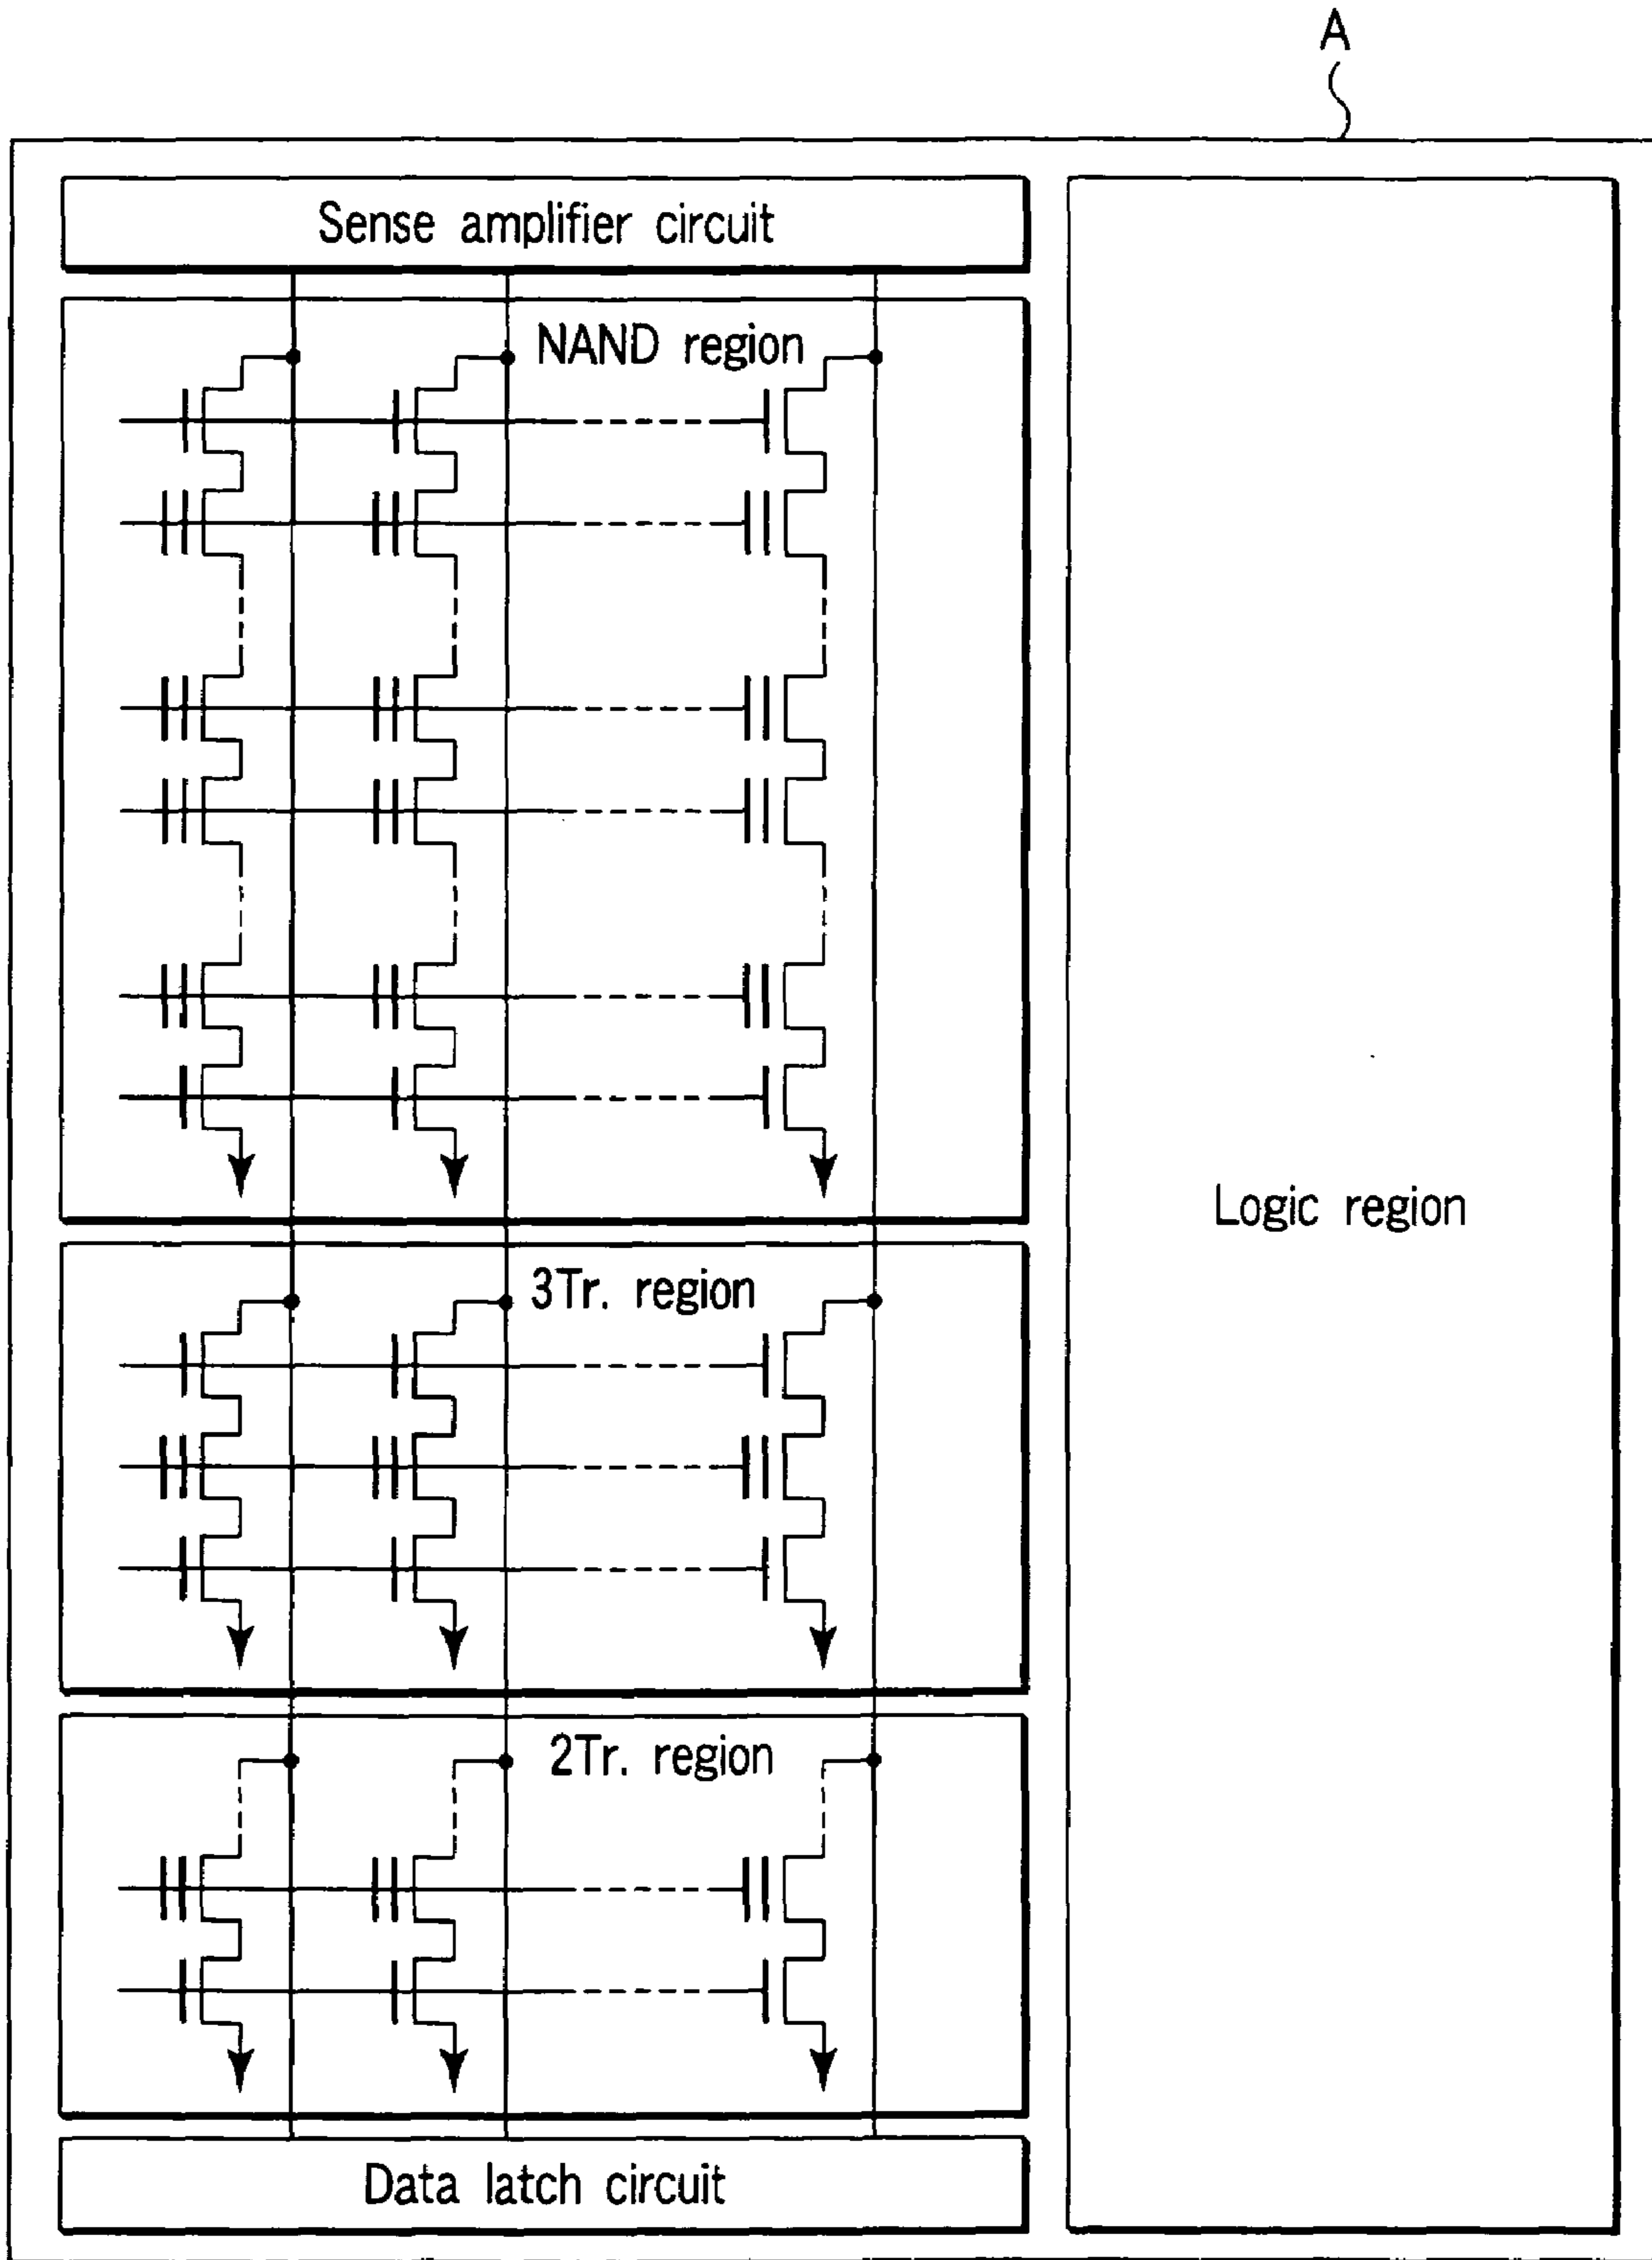 A
Sense amplifier circuit
NAND region
Logic region
3Tr. region
2Tr. region
Data latch circuit